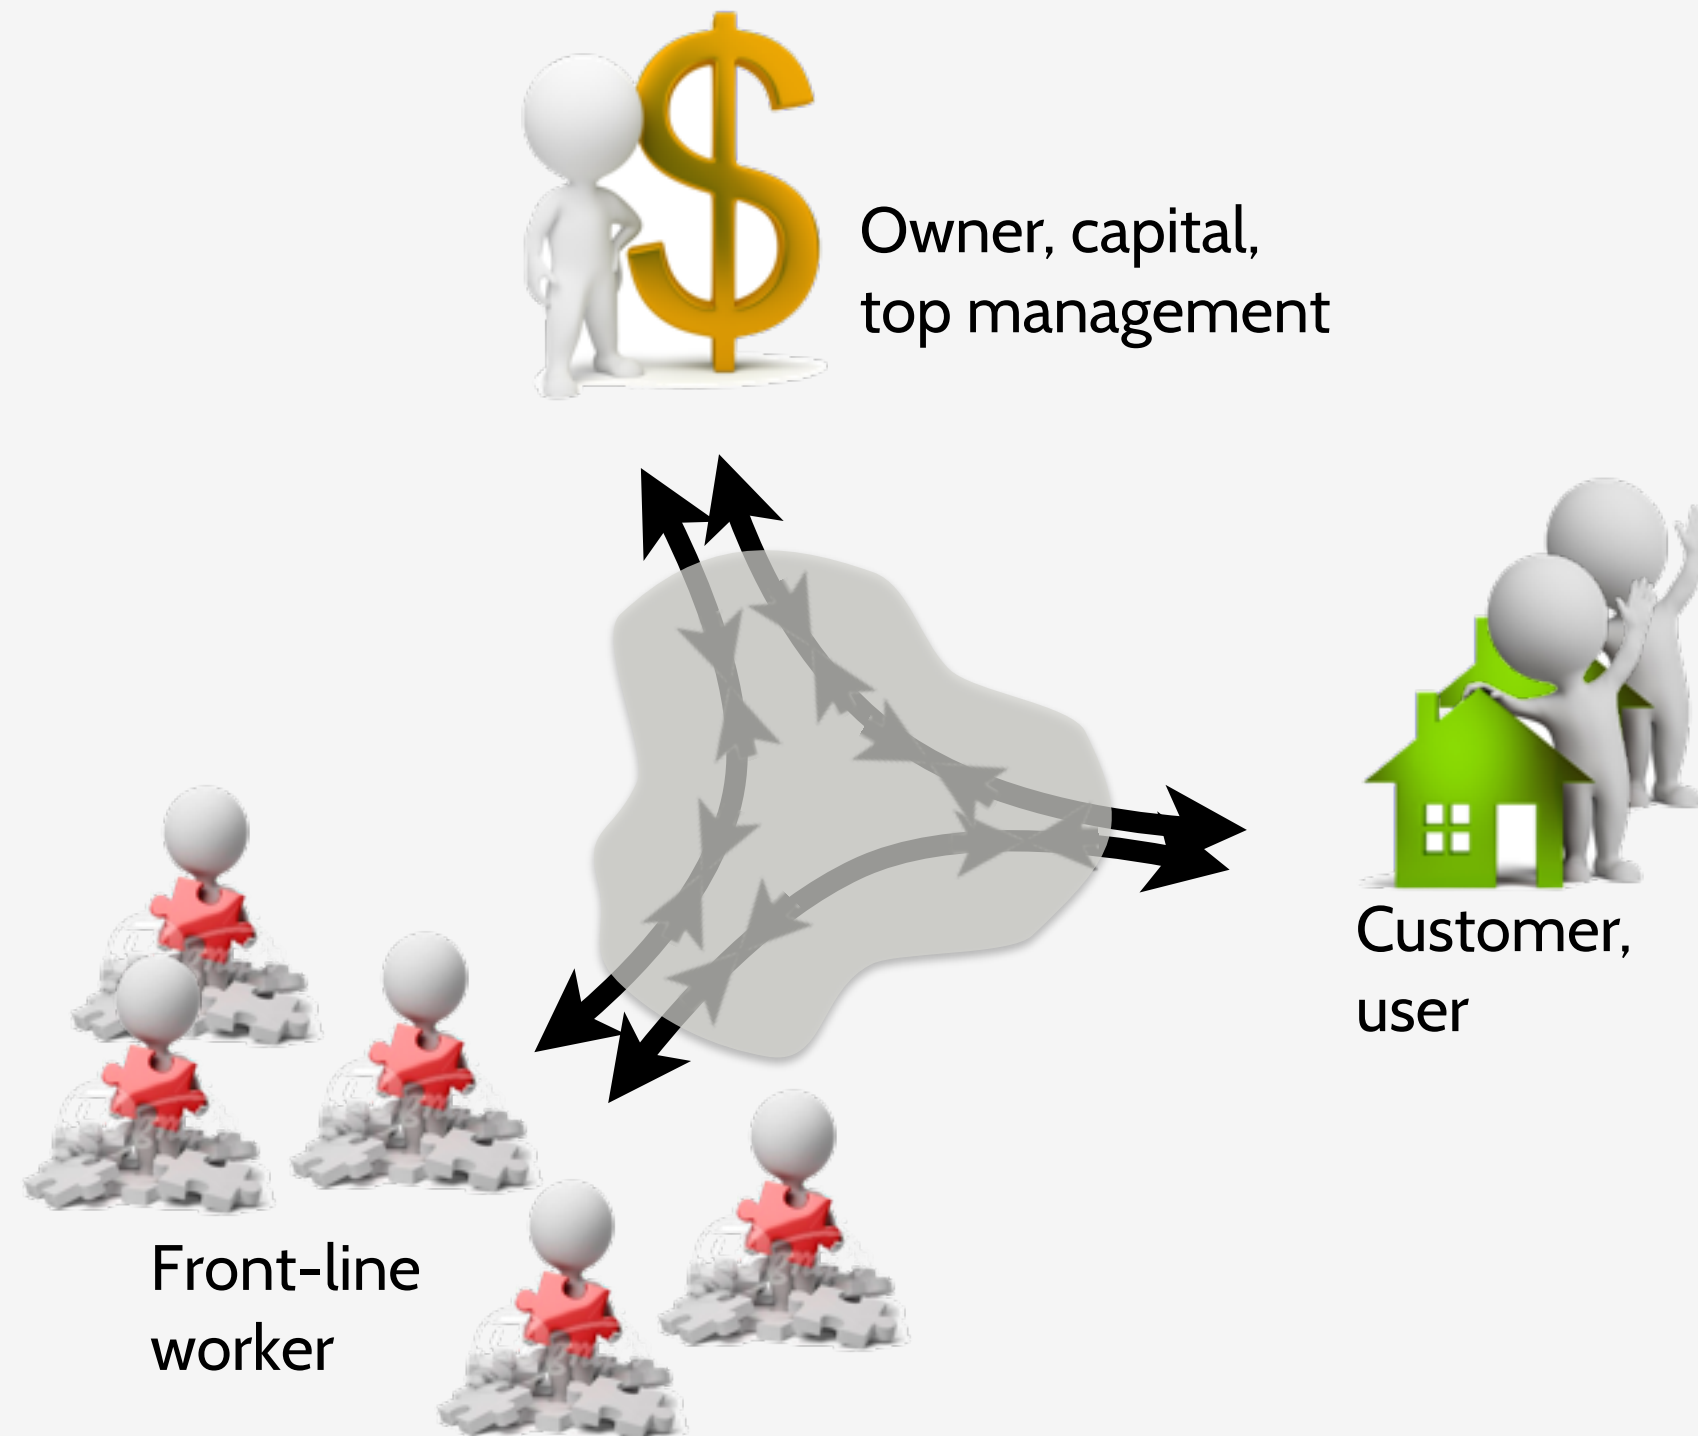 Owner, capital,
top management
Customer,
user
Front-line
worker